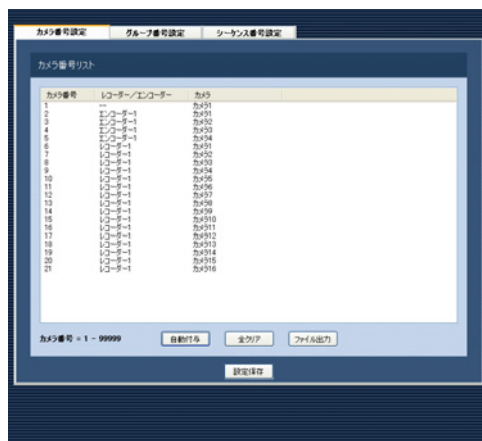 カメラ番号設定 グループ番号設定 シーケンス番号設定
カメラ番号リスト
カメラ番号 レコーダー/エンコーダー カメラ
1 --- カメラ1
2 エンコーダー1 カメラ1
3 エンコーダー1 カメラ2
4 エンコーダー1 カメラ3
5 エンコーダー1 カメラ4
6 レコーダー1 カメラ1
7 レコーダー1 カメラ2
8 レコーダー1 カメラ3
9 レコーダー1 カメラ4
10 レコーダー1 カメラ5
11 レコーダー1 カメラ6
12 レコーダー1 カメラ7
13 レコーダー1 カメラ8
14 レコーダー1 カメラ9
15 レコーダー1 カメラ10
16 レコーダー1 カメラ11
17 レコーダー1 カメラ12
18 レコーダー1 カメラ13
19 レコーダー1 カメラ14
20 レコーダー1 カメラ15
21 レコーダー1 カメラ16
カメラ番号 = 1 - 99999 自動付与 全クリア ファイル出力
設定保存